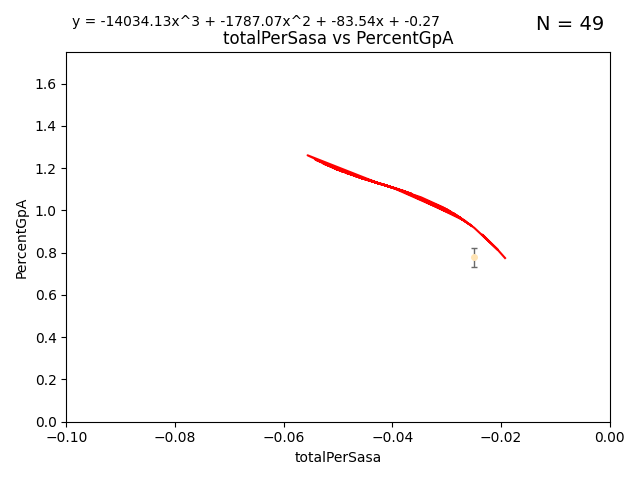 y = -14034.13x^3 + -1787.07x^2 + -83.54x + -0.27
N = 49
totalPerSasa vs PercentGpA
PercentGpA
1.6
1.4
1.2
1.0
0.8
0.6
0.4
0.2
0.0
−0.10 −0.08 −0.06 −0.04 −0.02 0.00
totalPerSasa